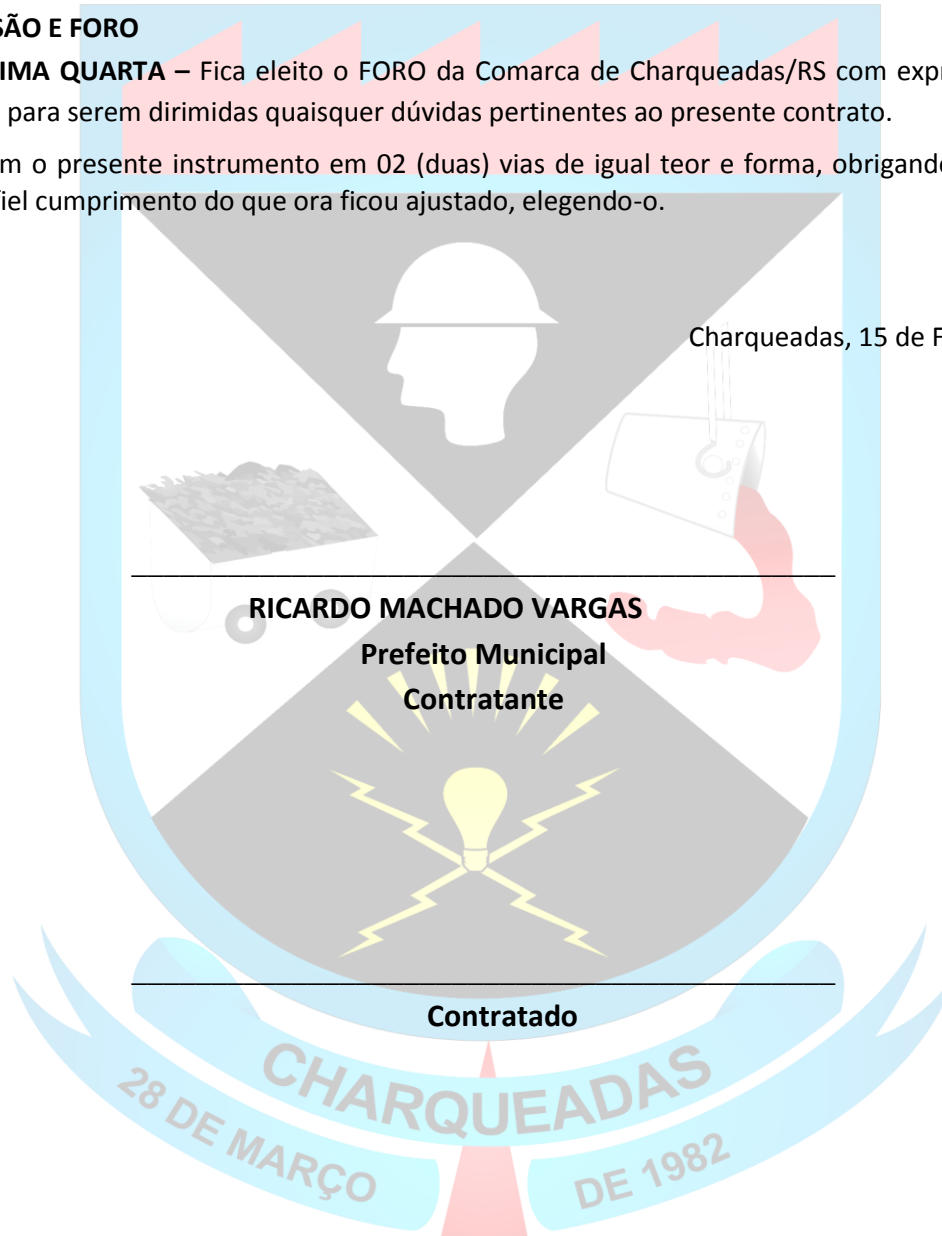 SÃO E FORO
IMA QUARTA – Fica eleito o FORO da Comarca de Charqueadas/RS com exp
para serem dirimidas quaisquer dúvidas pertinentes ao presente contrato.
m o presente instrumento em 02 (duas) vias de igual teor e forma, obrigand
fiel cumprimento do que ora ficou ajustado, elegendo-o.
Charqueadas, 15 de F
RICARDO MACHADO VARGAS
Prefeito Municipal
Contratante
Contratado
CHARQUEADAS
28 DE MARÇO DE 1982